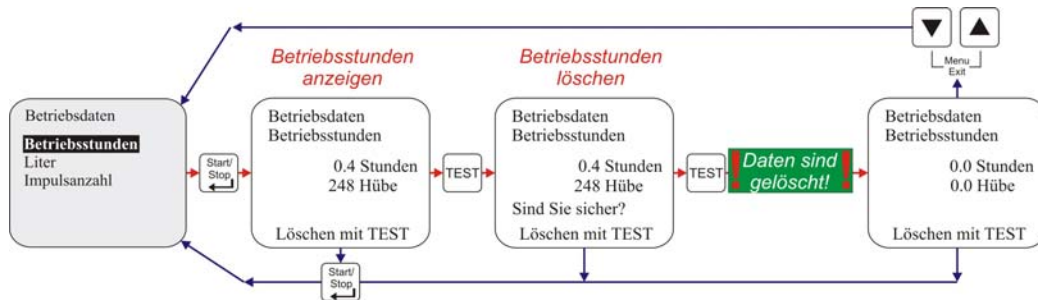 Menu
Exit
Betriebsstunden
anzeigen
Betriebsstunden
löschen
Betriebsdaten
Betriebsstunden
Liter
Impulsanzahl
Start/
Stop
Betriebsdaten
Betriebsstunden
0.4 Stunden
248 Hübe
Löschen mit TEST
TEST
Betriebsdaten
Betriebsstunden
0.4 Stunden
248 Hübe
Sind Sie sicher?
Löschen mit TEST
TEST
! Daten sind !
gelöscht!
Betriebsdaten
Betriebsstunden
0.0 Stunden
0.0 Hübe
Löschen mit TEST
Start/
Stop